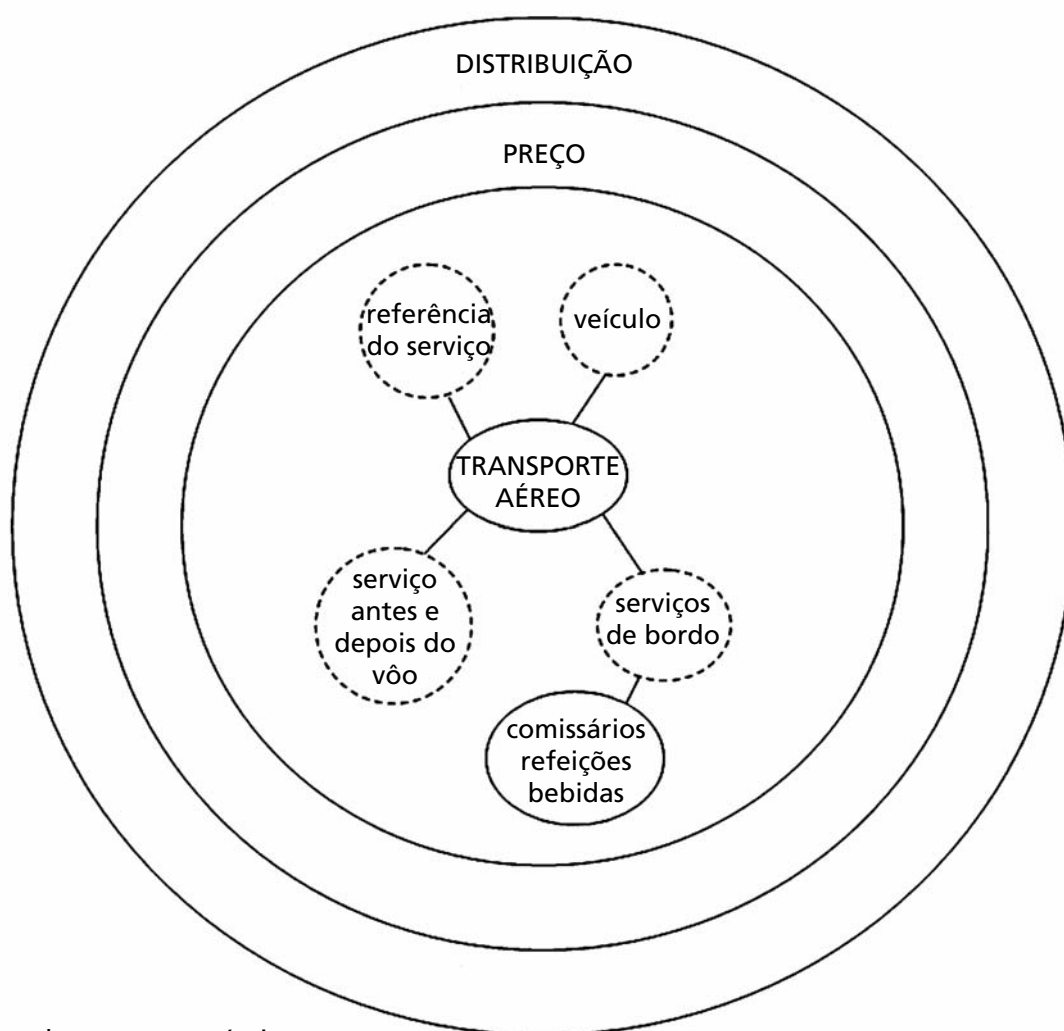 DISTRIBUIÇÃO
PREÇO
referência
do serviço
veículo
TRANSPORTE
AÉREO
serviço
antes e
depois do
vôo
serviços
de bordo
comissários
refeições
bebidas